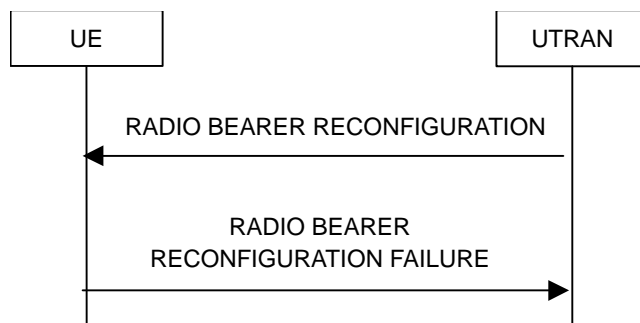 UE
UTRAN
RADIO BEARER RECONFIGURATION
RADIO BEARER
RECONFIGURATION FAILURE